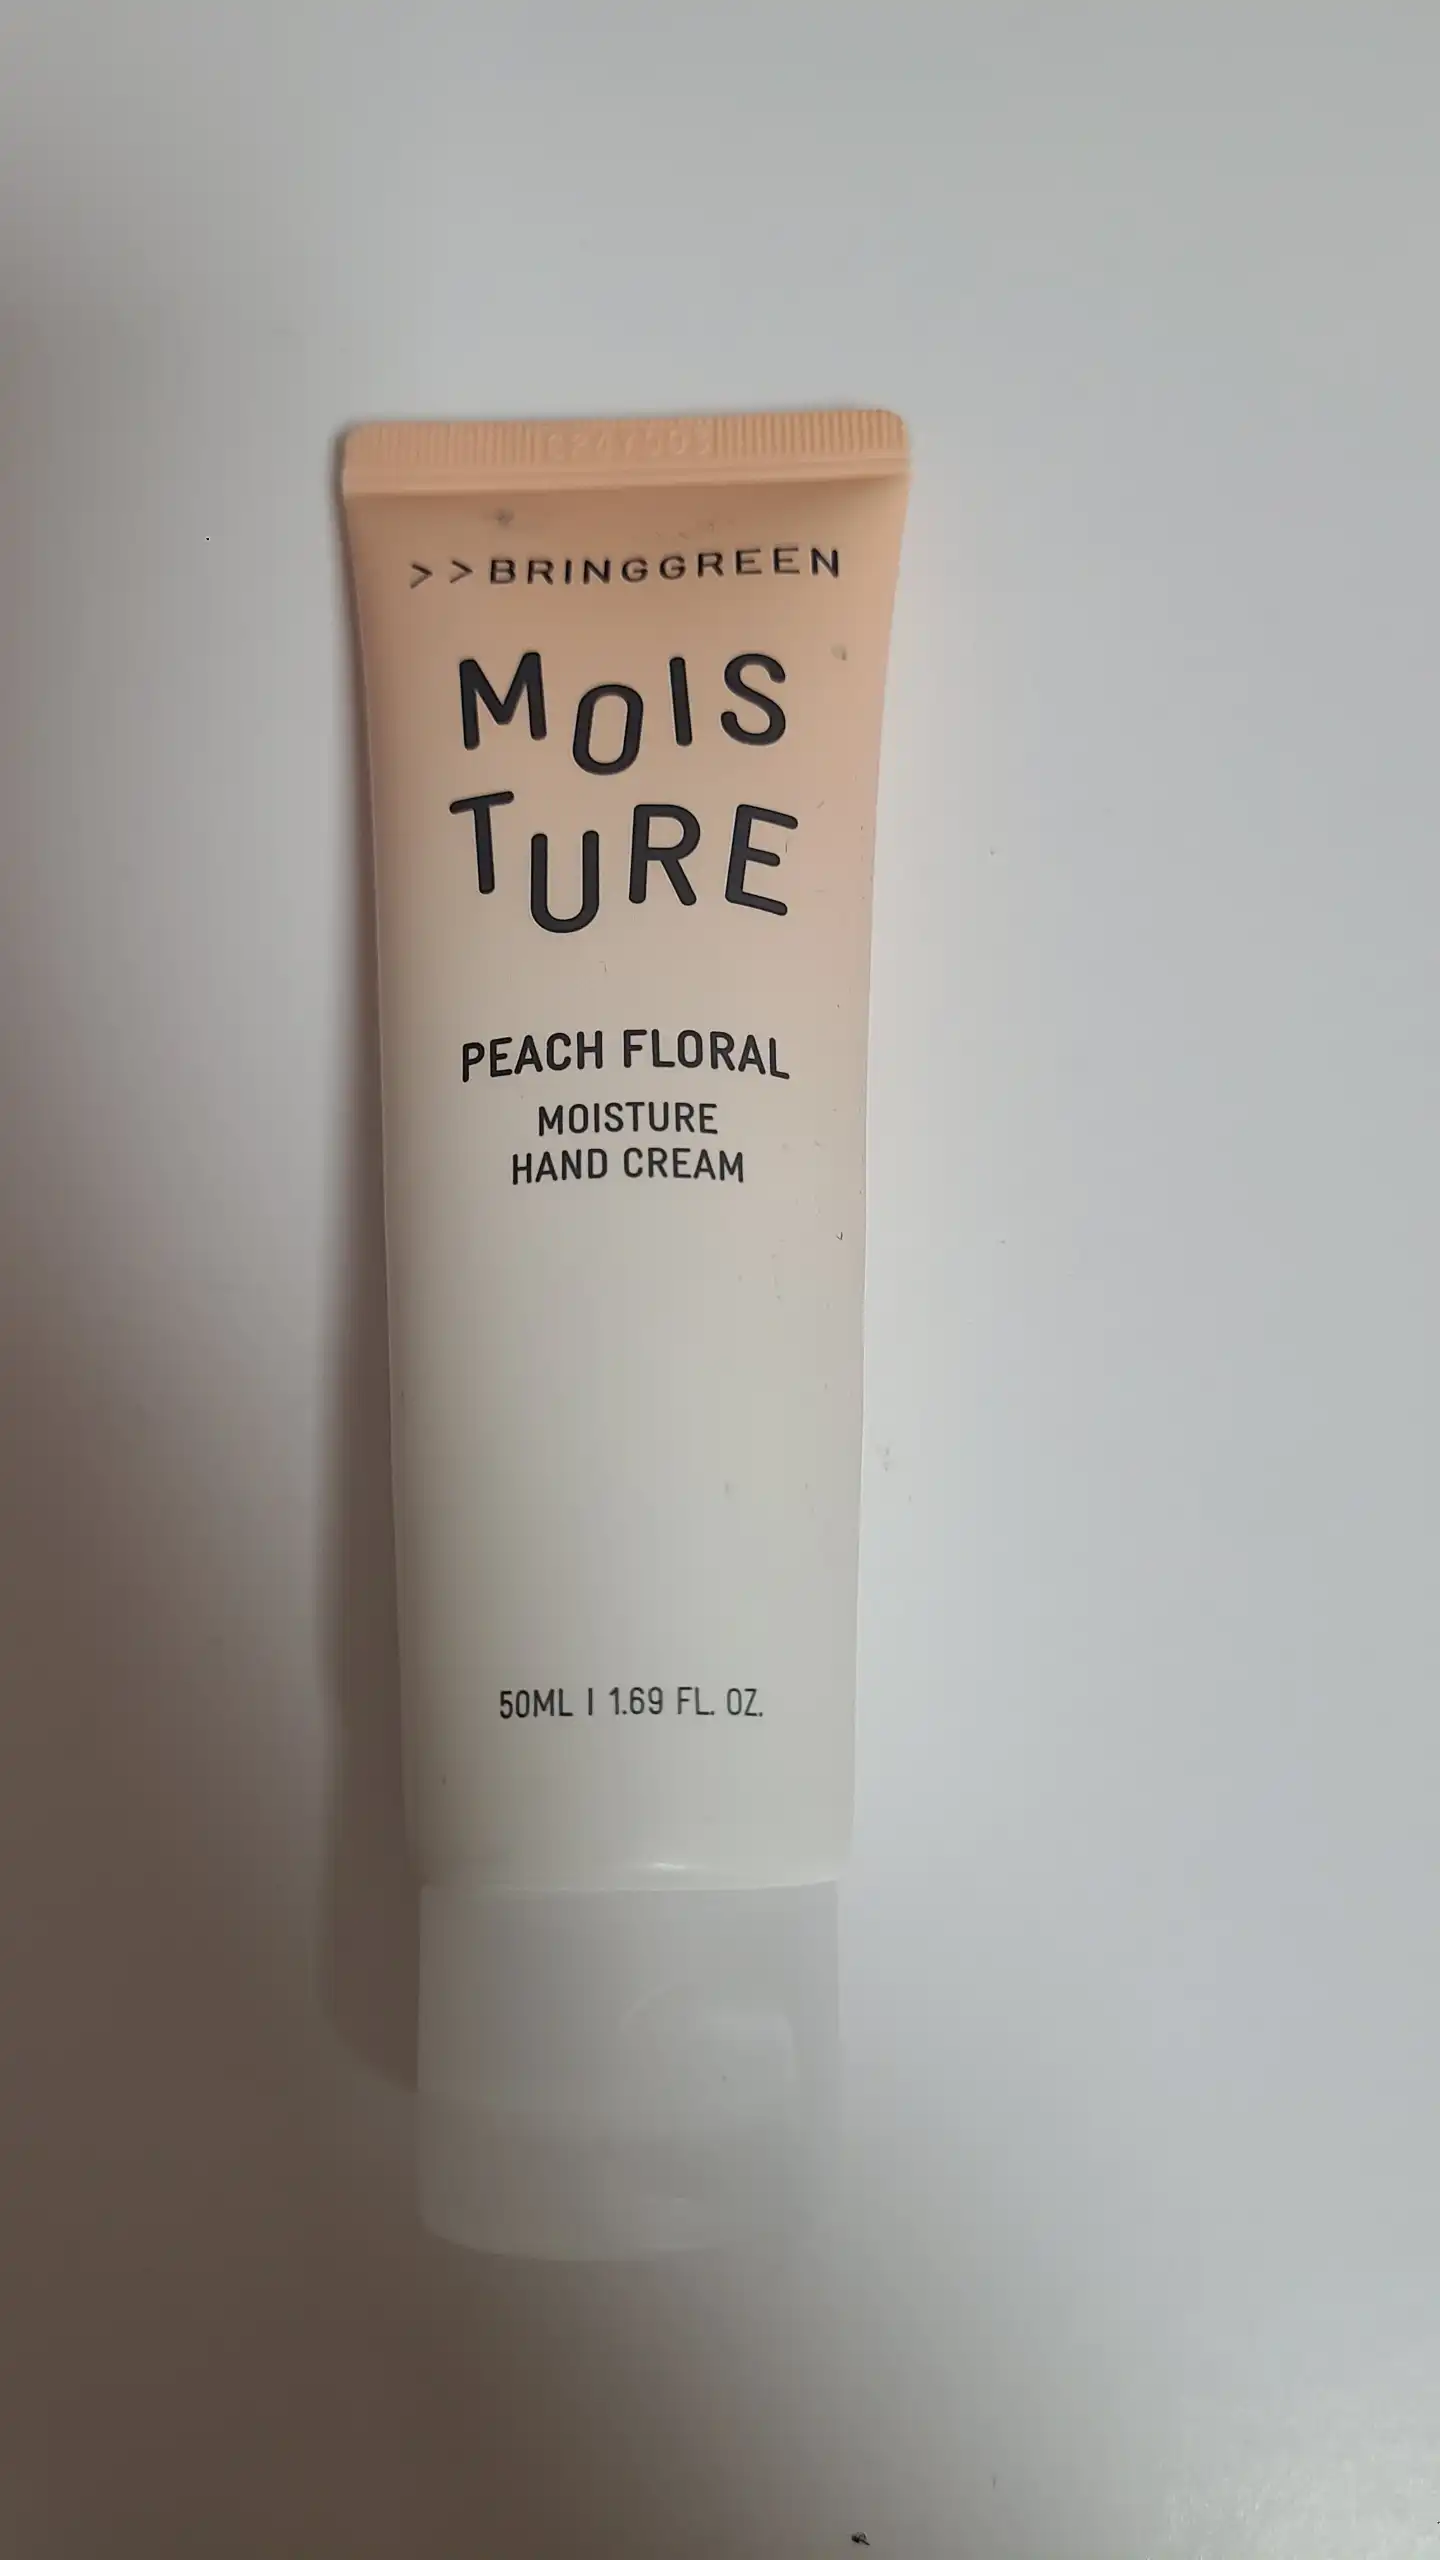 >>BRINGGREEN
MOIS
TURE
PEACH FLORAL
MOISTURE
HAND CREAM
50ML | 1.69 FL. OZ.